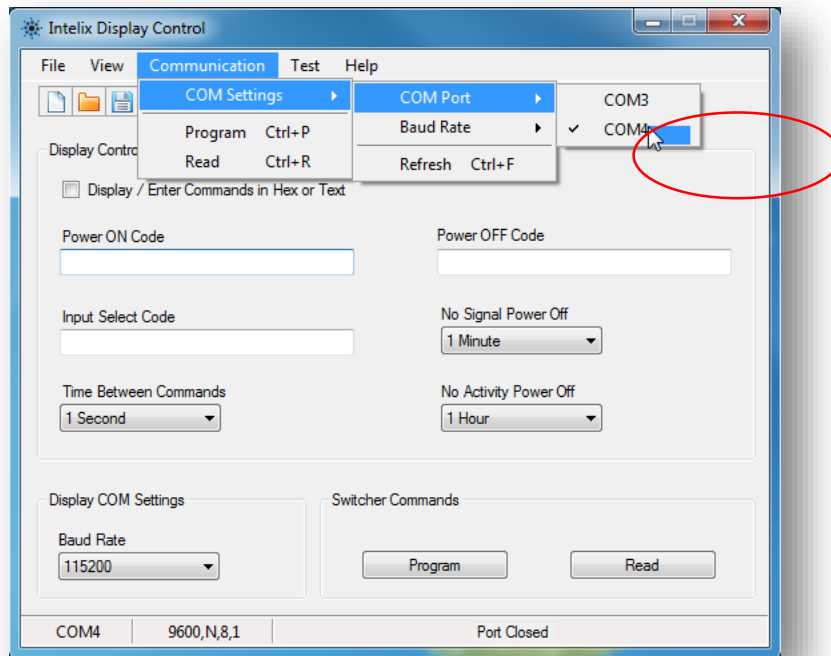 Intelix Display Control
File View Communication Test Help
COM Settings
Program Ctrl+P
Read Ctrl+R
COM Port
Baud Rate
Refresh Ctrl+F
COM3
COM4
Display Contro
Display / Enter Commands in Hex or Text
Power ON Code
Power OFF Code
Input Select Code
No Signal Power Off
1 Minute
Time Between Commands
1 Second
No Activity Power Off
1 Hour
Display COM Settings
Baud Rate
115200
Switcher Commands
Program
Read
COM4 9600,N,8,1 Port Closed